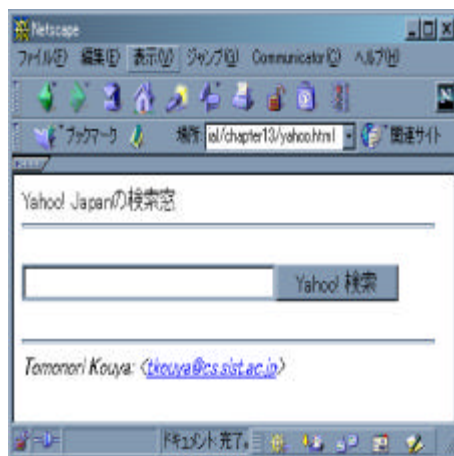 Netscape
ファイル(F) 編集(E) 表示(V) ジャンプ(G) Communicator(C) ヘルプ(H)
ブックマーク 場所: ial/chapter13/yahoo.html 関連サイト
Yahoo! Japanの検索窓
Yahoo! 検索
Tomonori Kouya: <tkouya@cs.sist.ac.jp>
ドキュメント: 完了。